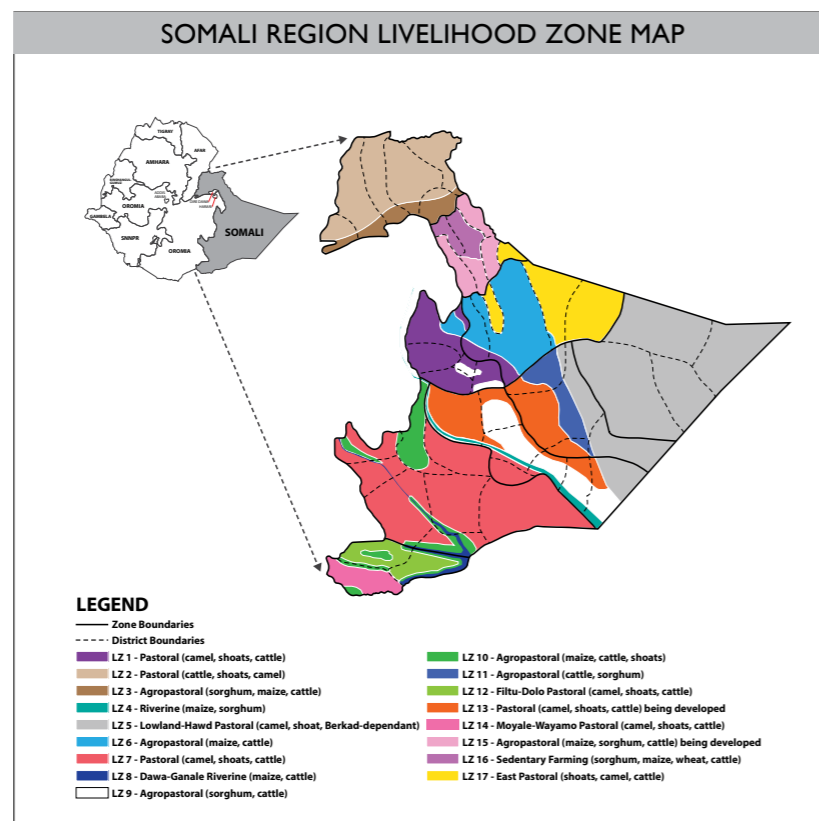 SOMALI REGION LIVELIHOOD ZONE MAP
TIGRAY
AFAR
AMHARA
OROMIA
GAMBELA
SNNPR
OROMIA
SOMALI
LEGEND
Zone Boundaries
District Boundaries
LZ 1 - Pastoral (camel, shoats, cattle)
LZ 2 - Pastoral (cattle, shoats, camel)
LZ 3 - Agropastoral (sorghum, maize, cattle)
LZ 4 - Riverine (maize, sorghum)
LZ 5 - Lowland-Hawd Pastoral (camel, shoat, Berkad-dependant)
LZ 6 - Agropastoral (maize, cattle)
LZ 7 - Pastoral (camel, shoats, cattle)
LZ 8 - Dawa-Ganale Riverine (maize, cattle)
LZ 9 - Agropastoral (sorghum, cattle)
LZ 10 - Agropastoral (maize, cattle, shoats)
LZ 11 - Agropastoral (cattle, sorghum)
LZ 12 - Filtu-Dolo Pastoral (camel, shoats, cattle)
LZ 13 - Pastoral (camel, shoats, cattle) being developed
LZ 14 - Moyale-Wayamo Pastoral (camel, shoats, cattle)
LZ 15 - Agropastoral (maize, sorghum, cattle) being developed
LZ 16 - Sedentary Farming (sorghum, maize, wheat, cattle)
LZ 17 - East Pastoral (shoats, camel, cattle)